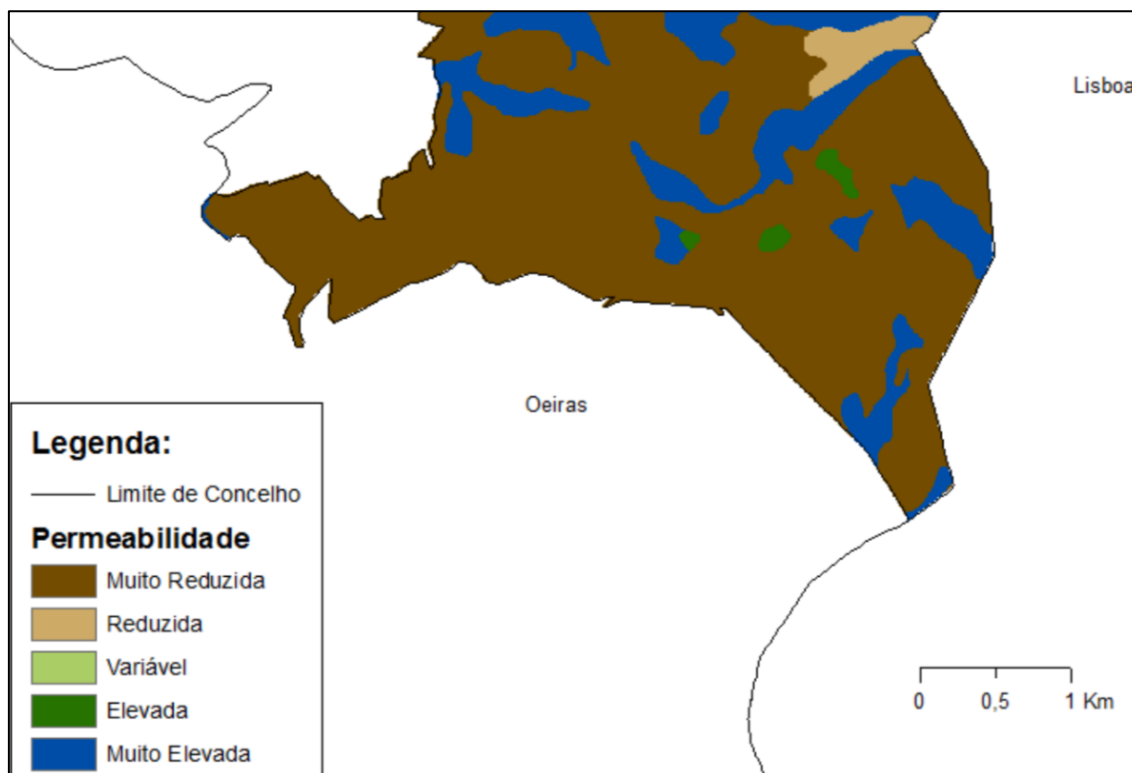 Lisboa
Oeiras
Legenda:
Limite de Concelho
Permeabilidade
Muito Reduzida
Reduzida
Variável
Elevada
Muito Elevada
0 0,5 1 Km